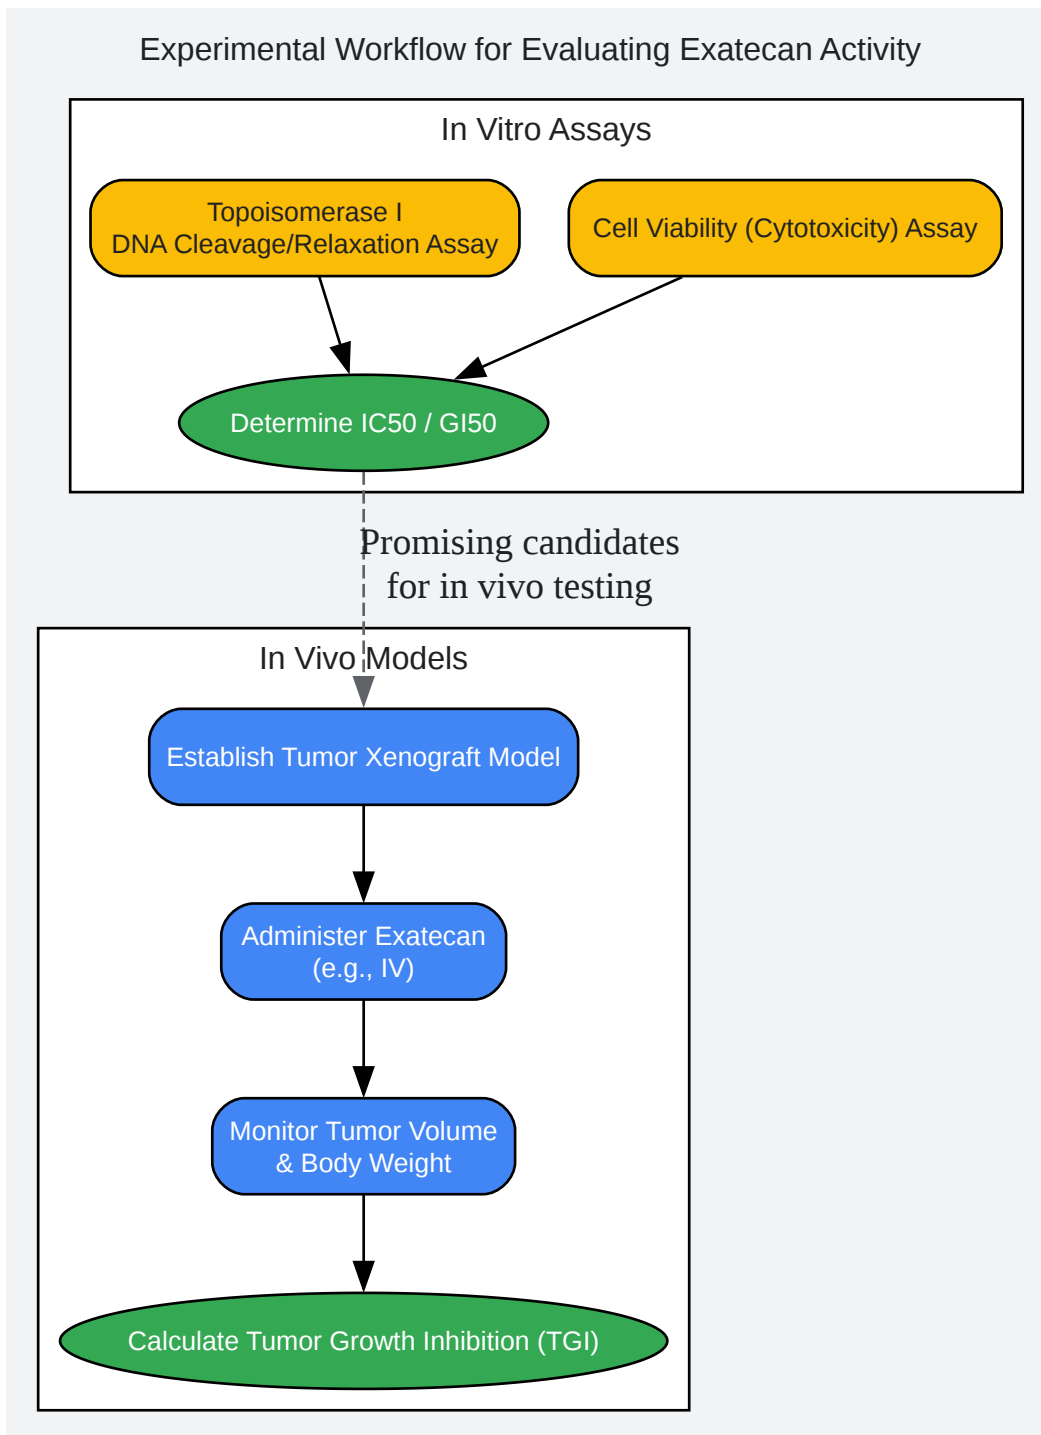 Experimental Workflow for Evaluating Exatecan Activity
In Vitro Assays
Topoisomerase I
DNA Cleavage/Relaxation Assay
Cell Viability (Cytotoxicity) Assay
Determine IC50 / GI50
Promising candidates
for in vivo testing
In Vivo Models
Establish Tumor Xenograft Model
Administer Exatecan
(e.g., IV)
Monitor Tumor Volume
& Body Weight
Calculate Tumor Growth Inhibition (TGI)